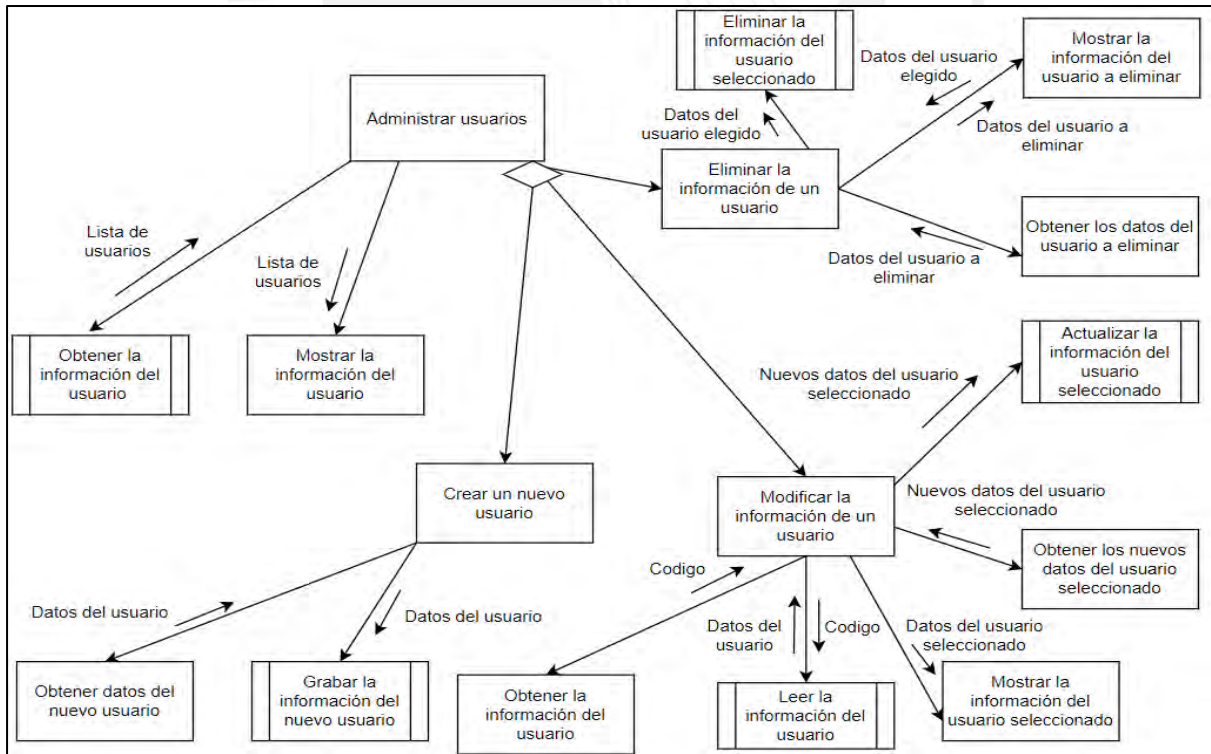 Eliminar la
información del
usuario
seleccionado
Mostrar la
información del
usuario a eliminar
Datos del usuario
elegido
Administrar usuarios
Datos del
usuario elegido
Datos del usuario a
eliminar
Eliminar la
información de un
usuario
Obtener los datos del
usuario a eliminar
Datos del usuario a
eliminar
Lista de
usuarios
Lista de
usuarios
Obtener la
información del
usuario
Mostrar la
información del
usuario
Actualizar la
información del
usuario
seleccionado
Nuevos datos del usuario
seleccionado
Crear un nuevo
usuario
Modificar la
información de un
usuario
Nuevos datos del usuario
seleccionado
Obtener los nuevos
datos del usuario
seleccionado
Codigo
Datos del usuario
Datos del usuario
Datos del
usuario
Codigo
Datos del usuario
seleccionado
Obtener datos del
nuevo usuario
Grabar la
información del
nuevo usuario
Obtener la
información del
usuario
Leer la
información del
usuario
Mostrar la
información del
usuario seleccionado